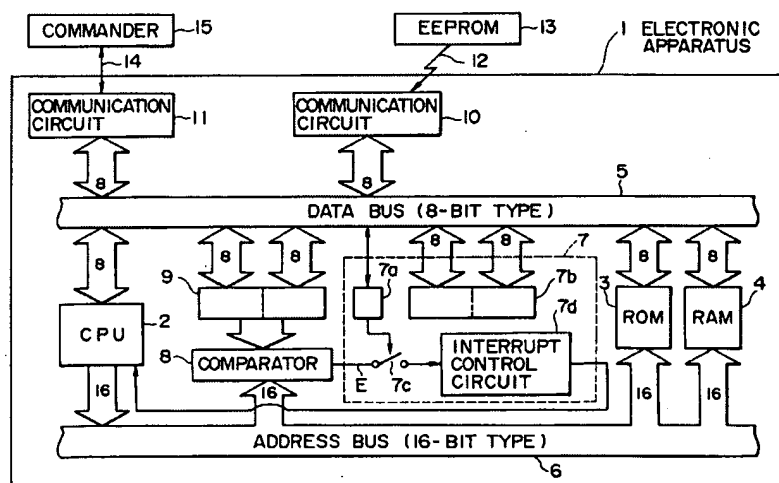 COMMANDER 15
EEPROM 13
1 ELECTRONIC
APPARATUS
14
12
COMMUNICATION
CIRCUIT 11
COMMUNICATION
CIRCUIT 10
8
8
5
DATA BUS (8-BIT TYPE)
8
8
8
8
8
7
8
8
9
7a
7b
7d
3
4
CPU
2
ROM
RAM
8
COMPARATOR
E
7c
INTERRUPT
CONTROL
CIRCUIT
16
16
16
16
ADDRESS BUS (16-BIT TYPE)
6